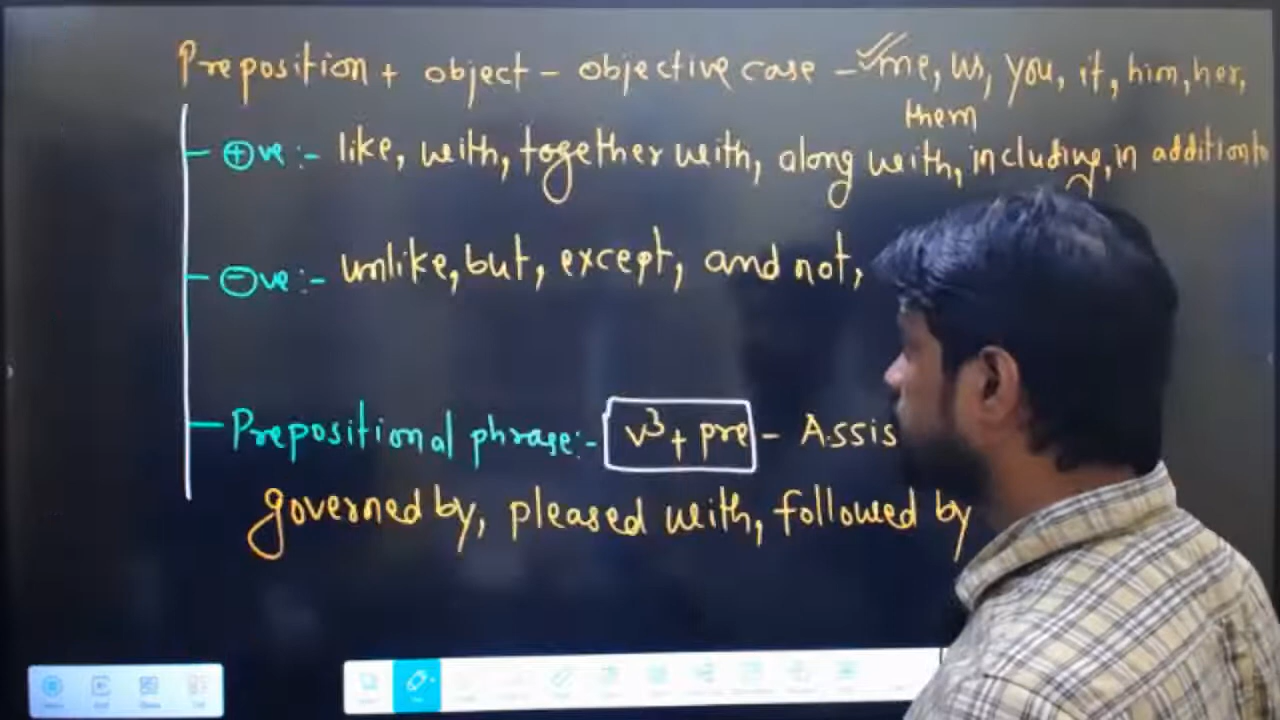 Preposition + object - objective case - me, us, you, it, him, her,
them
+ve :- like, with, together with, along with, including, in addition to
-ve :- unlike, but, except, and not,
Prepositional phrase:- v³ + pre -
governed by, pleased with, followed by